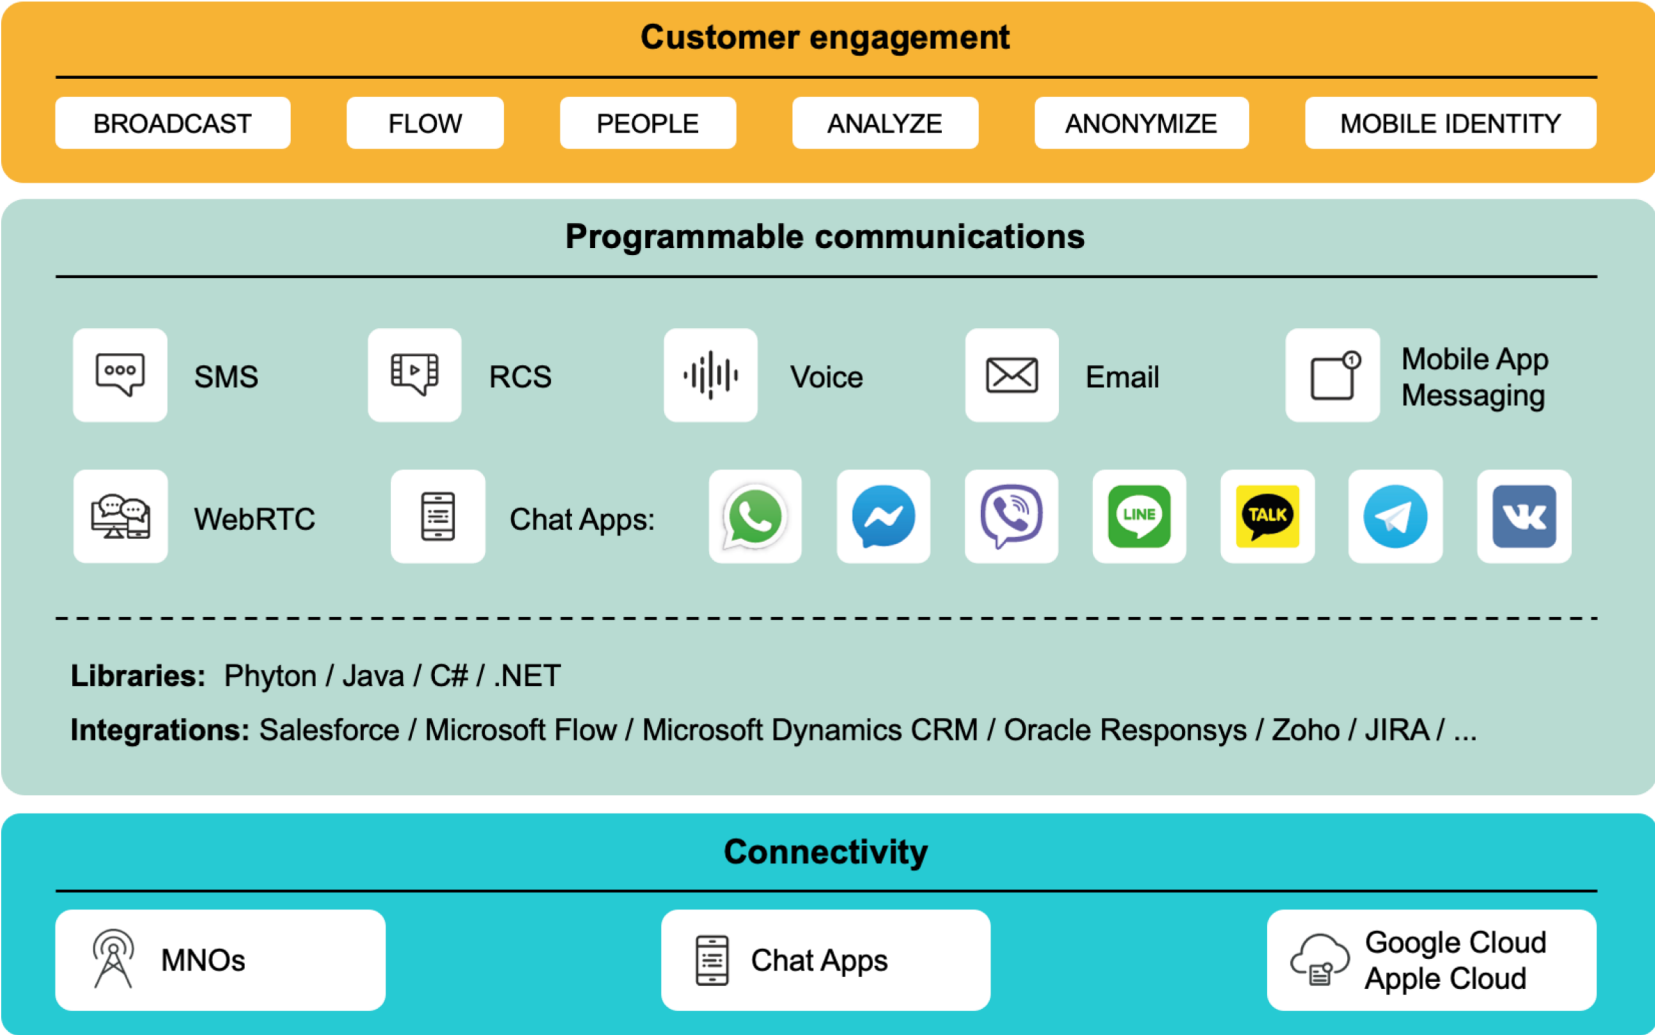 Customer engagement
BROADCAST
FLOW
PEOPLE
ANALYZE
ANONYMIZE
MOBILE IDENTITY
Programmable communications
SMS
RCS
Voice
Email
1
Mobile App
Messaging
WebRTC
Chat Apps:
LINE
TALK
Libraries: Phyton / Java / C# / .NET
Integrations: Salesforce / Microsoft Flow / Microsoft Dynamics CRM / Oracle Responsys / Zoho / JIRA / ...
Connectivity
MNOs
Chat Apps
Google Cloud
Apple Cloud